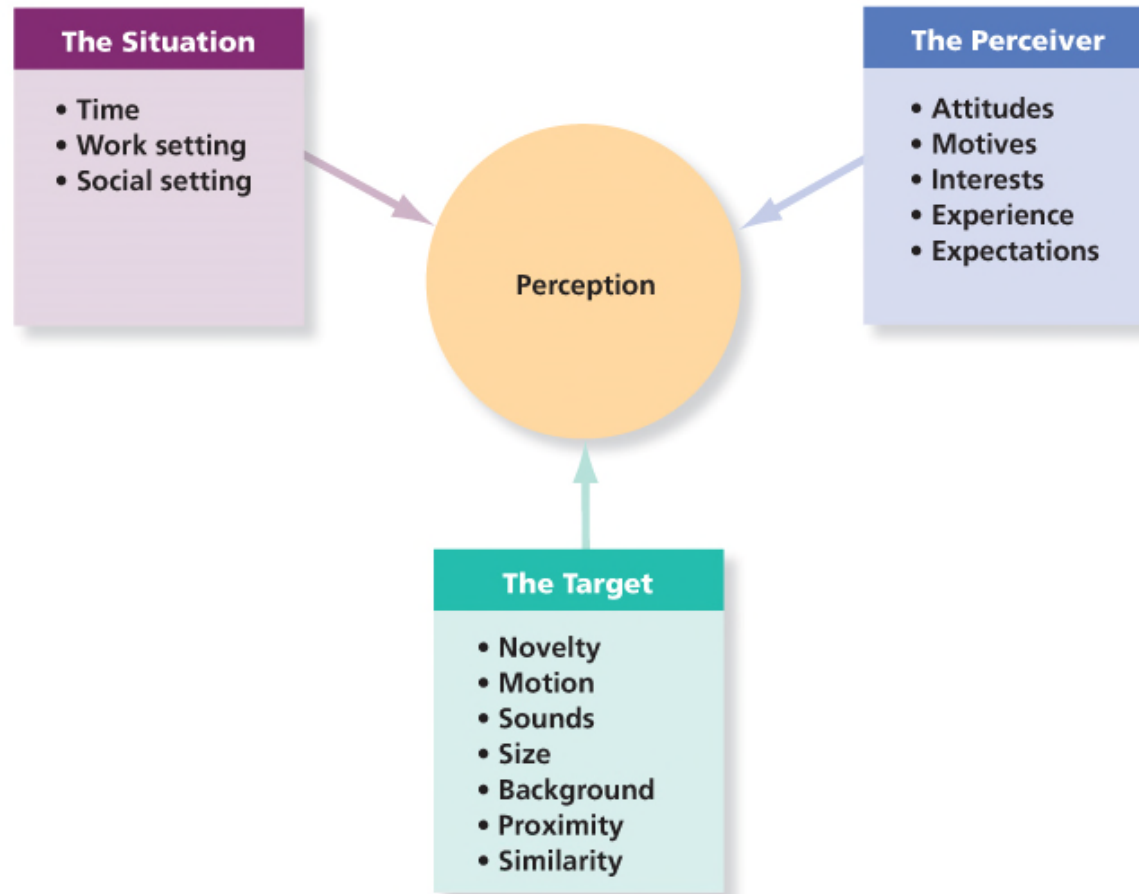 The Situation
• Time
• Work setting
• Social setting
The Perceiver
• Attitudes
• Motives
• Interests
• Experience
• Expectations
Perception
The Target
• Novelty
• Motion
• Sounds
• Size
• Background
• Proximity
• Similarity